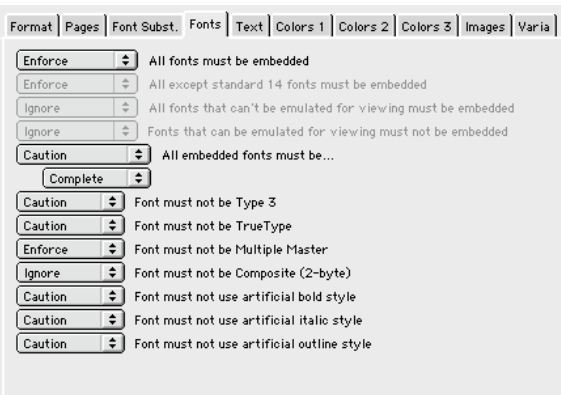 Format Pages Font Subst. Fonts Text Colors 1 Colors 2 Colors 3 Images Varia
Enforce All fonts must be embedded
Enforce All except standard 14 fonts must be embedded
Ignore All fonts that can't be emulated for viewing must be embedded
Ignore Fonts that can be emulated for viewing must not be embedded
Caution All embedded fonts must be...
Complete
Caution Font must not be Type 3
Caution Font must not be TrueType
Enforce Font must not be Multiple Master
Ignore Font must not be Composite (2-byte)
Caution Font must not use artificial bold style
Caution Font must not use artificial italic style
Caution Font must not use artificial outline style